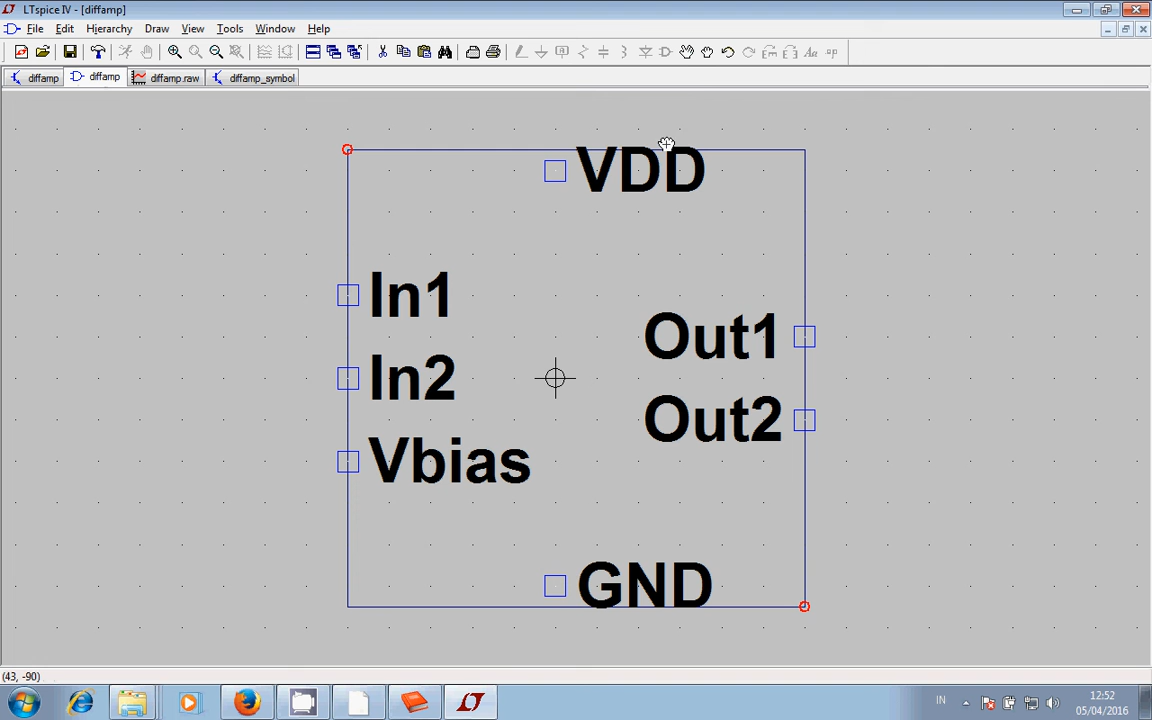 LTspice IV - [diffamp]
File Edit Hierarchy Draw View Tools Window Help
diffamp diffamp diffamp.raw diffamp_symbol
VDD
In1
Out1
In2
Out2
Vbias
GND
(43, -90)
IN
12:52
05/04/2016